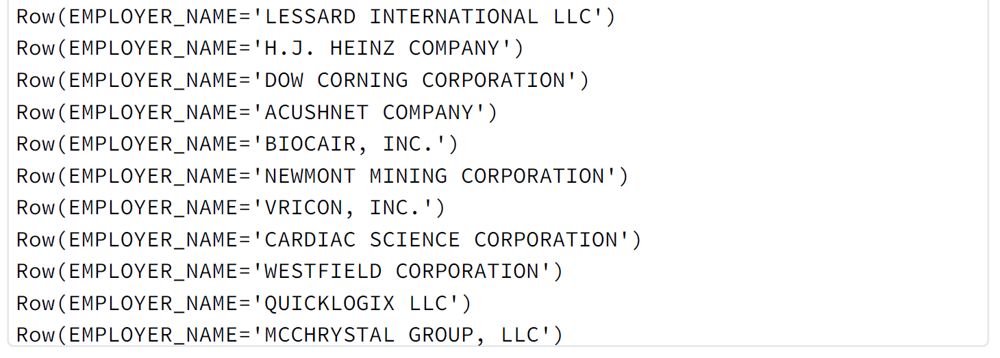 Row(EMPLOYER_NAME='LESSARD INTERNATIONAL LLC')
Row(EMPLOYER_NAME='H.J. HEINZ COMPANY')
Row(EMPLOYER_NAME='DOW CORNING CORPORATION')
Row(EMPLOYER_NAME='ACUSHNET COMPANY')
Row(EMPLOYER_NAME='BIOCAIR, INC.')
Row(EMPLOYER_NAME='NEWMONT MINING CORPORATION')
Row(EMPLOYER_NAME='VRICON, INC.')
Row(EMPLOYER_NAME='CARDIAC SCIENCE CORPORATION')
Row(EMPLOYER_NAME='WESTFIELD CORPORATION')
Row(EMPLOYER_NAME='QUICKLOGIX LLC')
Row(EMPLOYER_NAME='MCCHRYSTAL GROUP, LLC')